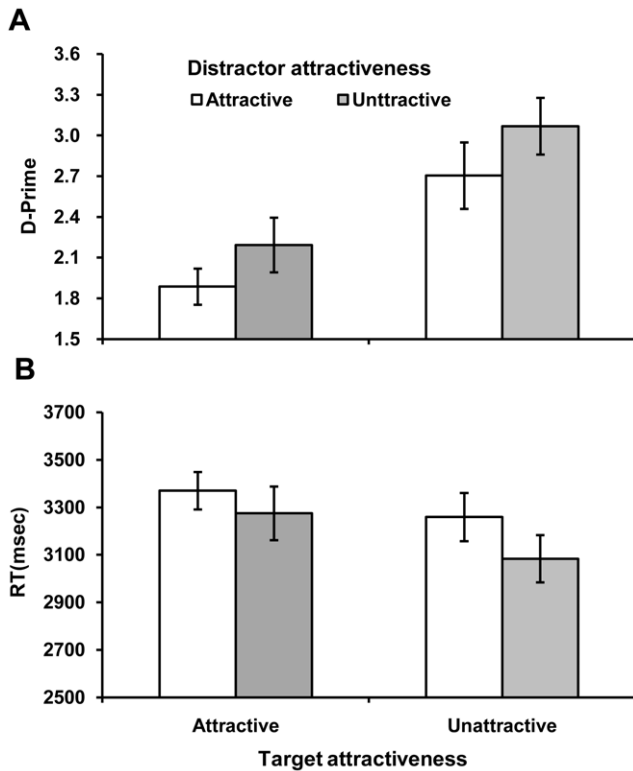 A
3.6
3.3
3.0
2.7
2.4
2.1
1.8
1.5
D-Prime
Distractor attractiveness
Attractive Unttractive
B
3700
3500
3300
3100
2900
2700
2500
RT(msec)
Attractive Unattractive
Target attractiveness